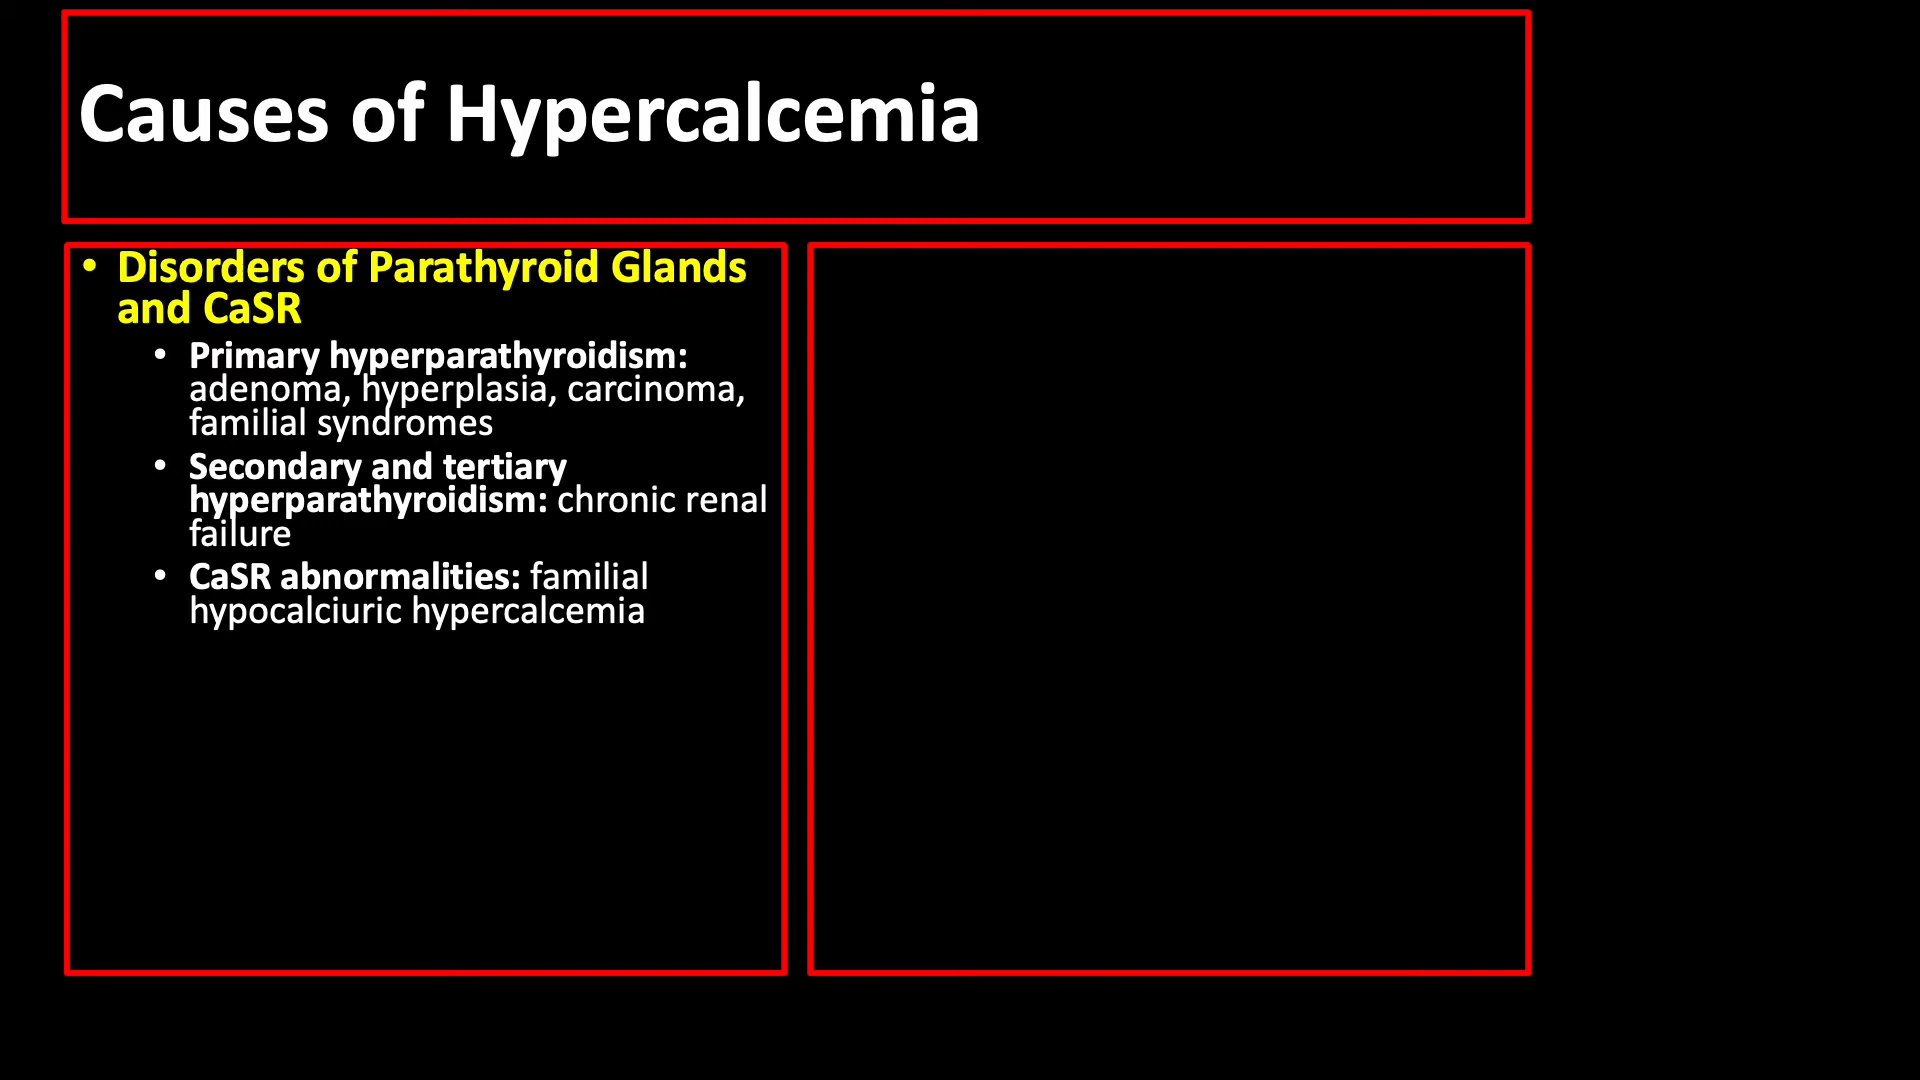 Causes of Hypercalcemia
• Disorders of Parathyroid Glands
and CaSR
• Primary hyperparathyroidism:
adenoma, hyperplasia, carcinoma,
familial syndromes
• Secondary and tertiary
hyperparathyroidism: chronic renal
failure
• CaSR abnormalities: familial
hypocalciuric hypercalcemia